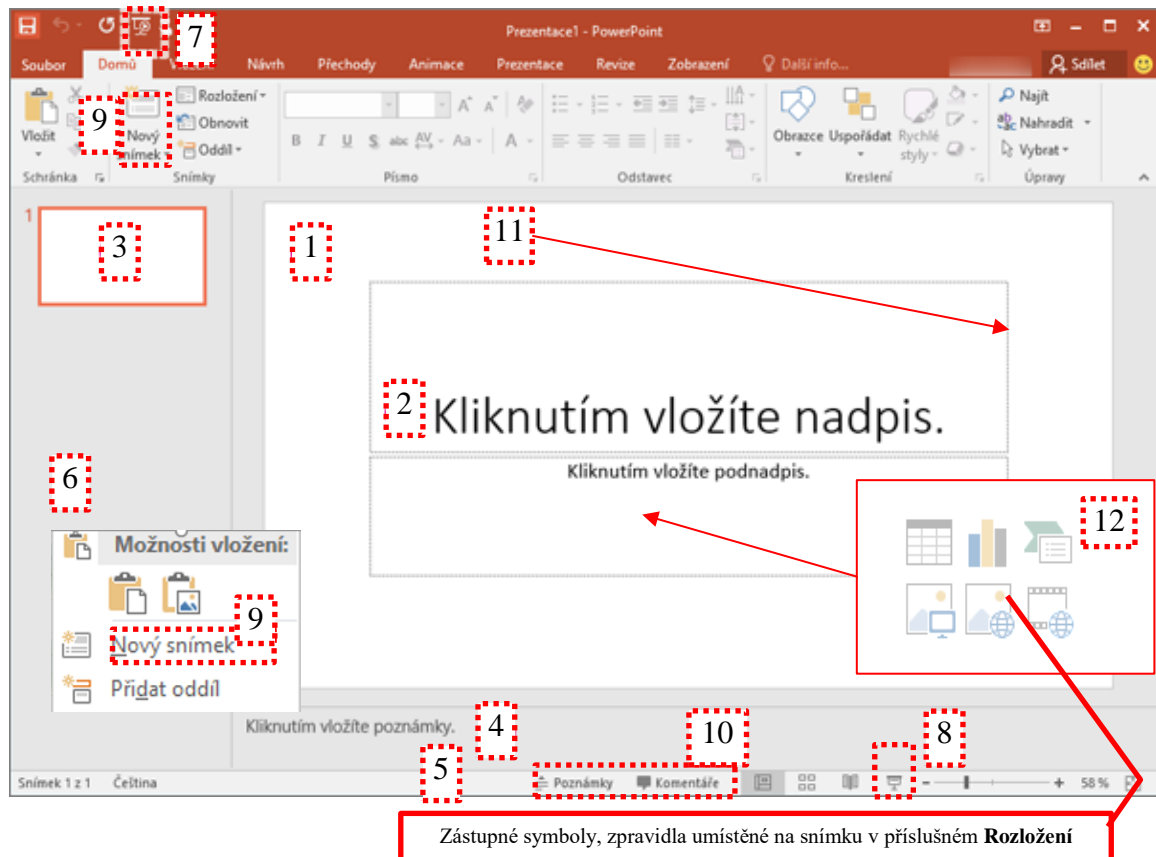 Prezentace1 - PowerPoint
7
Soubor Domů Návrh Přechody Animace Prezentace Revize Zobrazení Další info... Sdílet
Vložit
9
Nový snímek
Rozložení
Obnovit
Oddíl
B I U S abc AV Aa A
Obrazce Uspořádat Rychlé styly
Najít
Nahradit
Vybrat
Schránka Snímky Písmo Odstavec Kreslení Úpravy
1
3
1
11
2
Kliknutím vložíte nadpis.
Kliknutím vložíte podnadpis.
6
12
Možnosti vložení:
9
Nový snímek
Přidat oddíl
Kliknutím vložíte poznámky.
4
10
8
5
Snímek 1 z 1 Čeština Poznámky Komentáře 58 %
Zástupné symboly, zpravidla umístěné na snímku v příslušném Rozložení